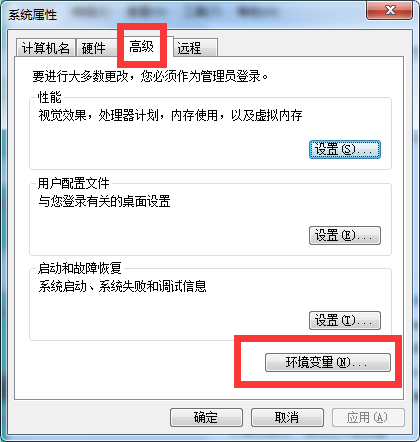 系统属性
计算机名 硬件 高级 远程
要进行大多数更改，您必须作为管理员登录。
性能
视觉效果，处理器计划，内存使用，以及虚拟内存
设置(S)...
用户配置文件
与您登录有关的桌面设置
设置(E)...
启动和故障恢复
系统启动、系统失败和调试信息
设置(T)...
环境变量(N)...
确定 取消 应用(A)